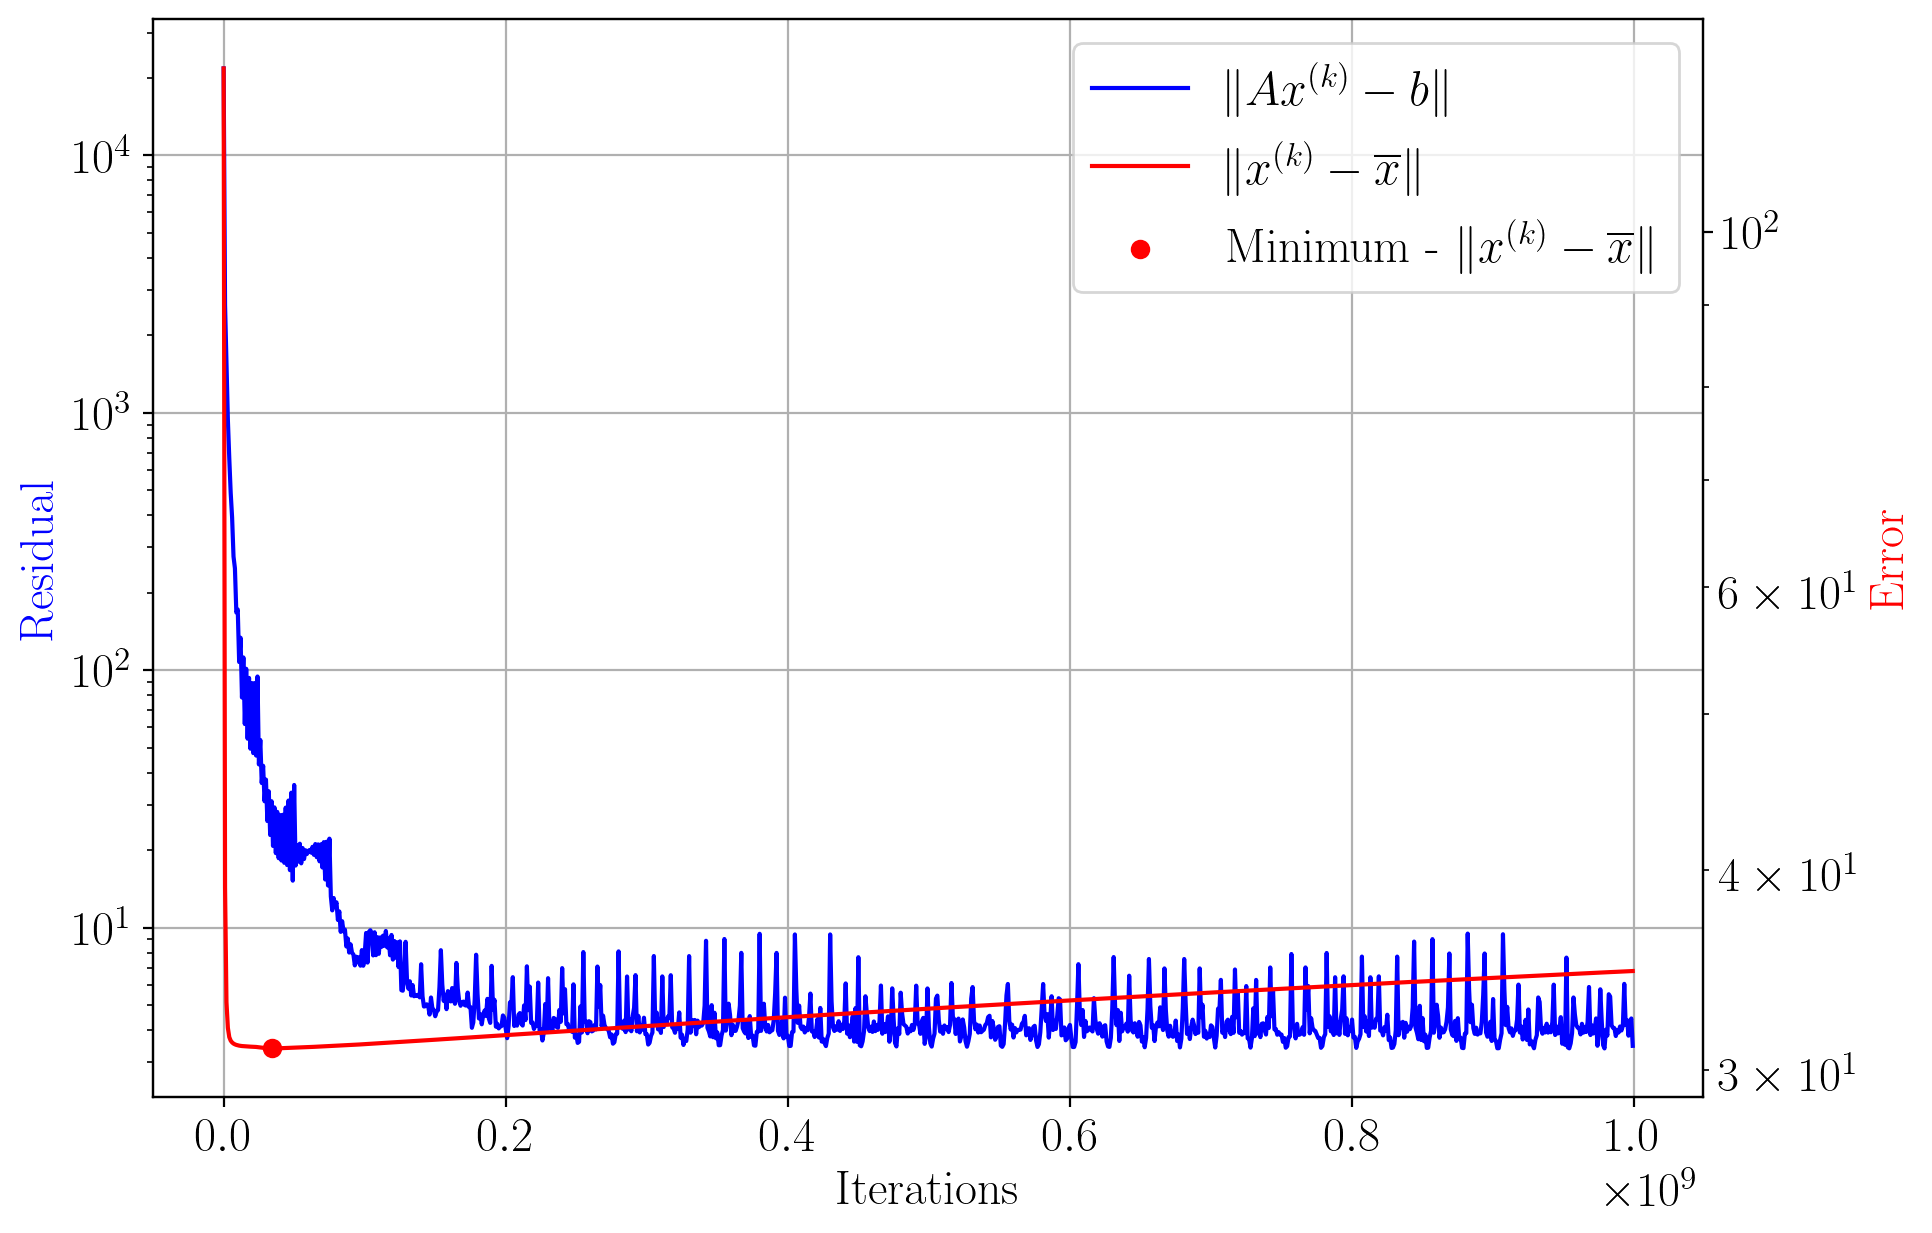 ‖Ax^(k) − b‖
‖x^(k) − x̅‖
Minimum - ‖x^(k) − x̅‖
Residual
10^4
10^3
10^2
10^1
Error
10^2
6 × 10^1
4 × 10^1
3 × 10^1
0.0 0.2 0.4 0.6 0.8 1.0
Iterations
×10^9